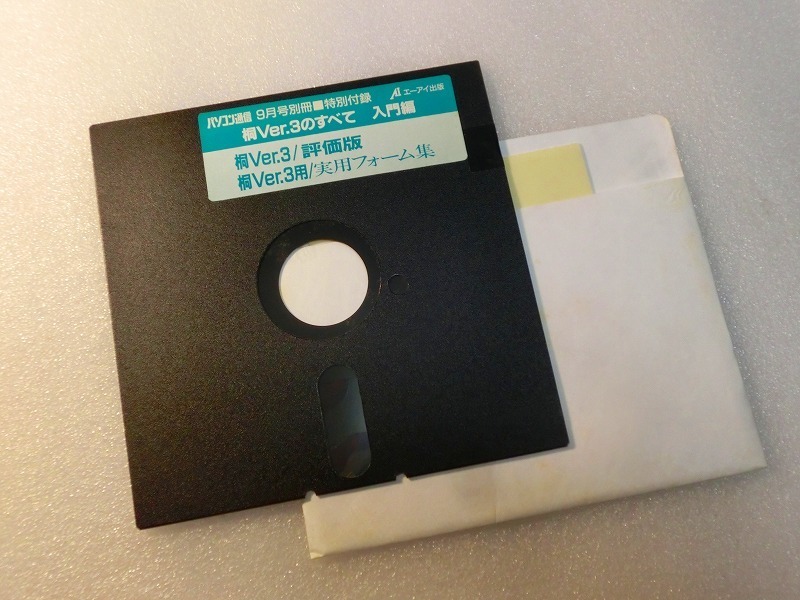 パソコン通信 9月号別冊■特別付録 AI エーアイ出版
桐Ver.3のすべて 入門編
桐Ver.3/評価版
桐Ver.3用/実用フォーム集